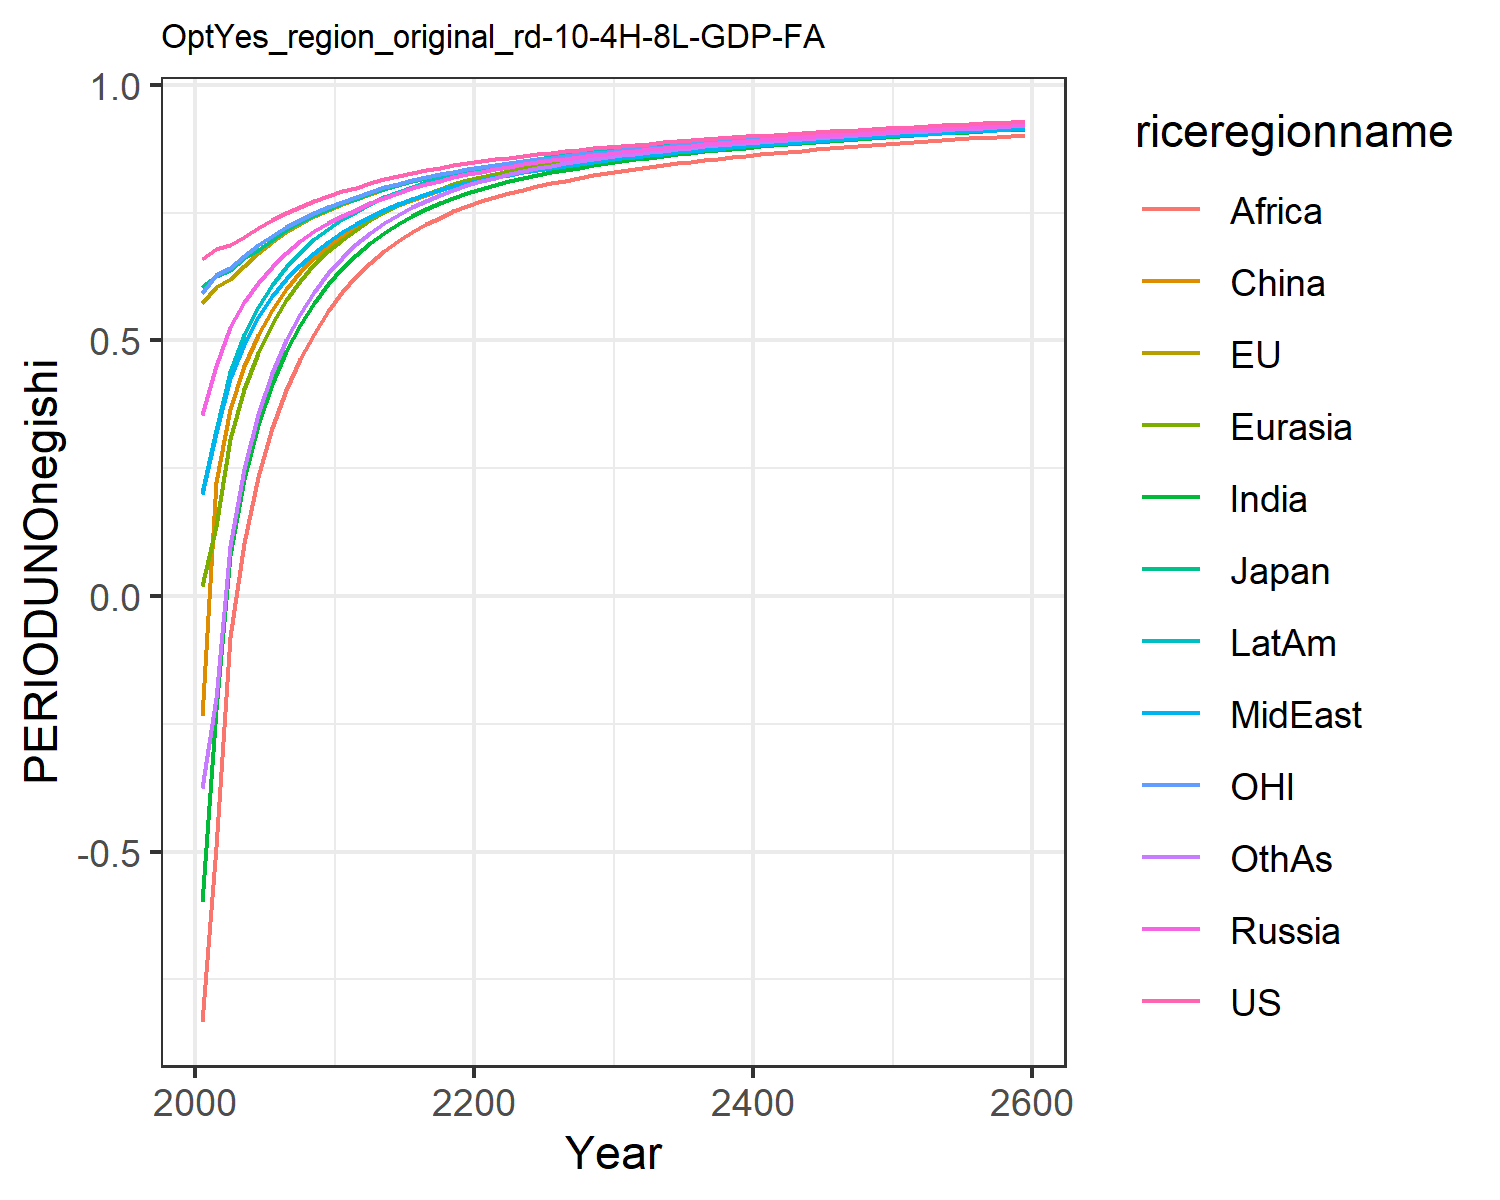 OptYes_region_original_rd-10-4H-8L-GDP-FA
1.0
0.5
0.0
-0.5
PERIODUNOnegishi
2000
2200
2400
2600
Year
riceregionname
Africa
China
EU
Eurasia
India
Japan
LatAm
MidEast
OHI
OthAs
Russia
US